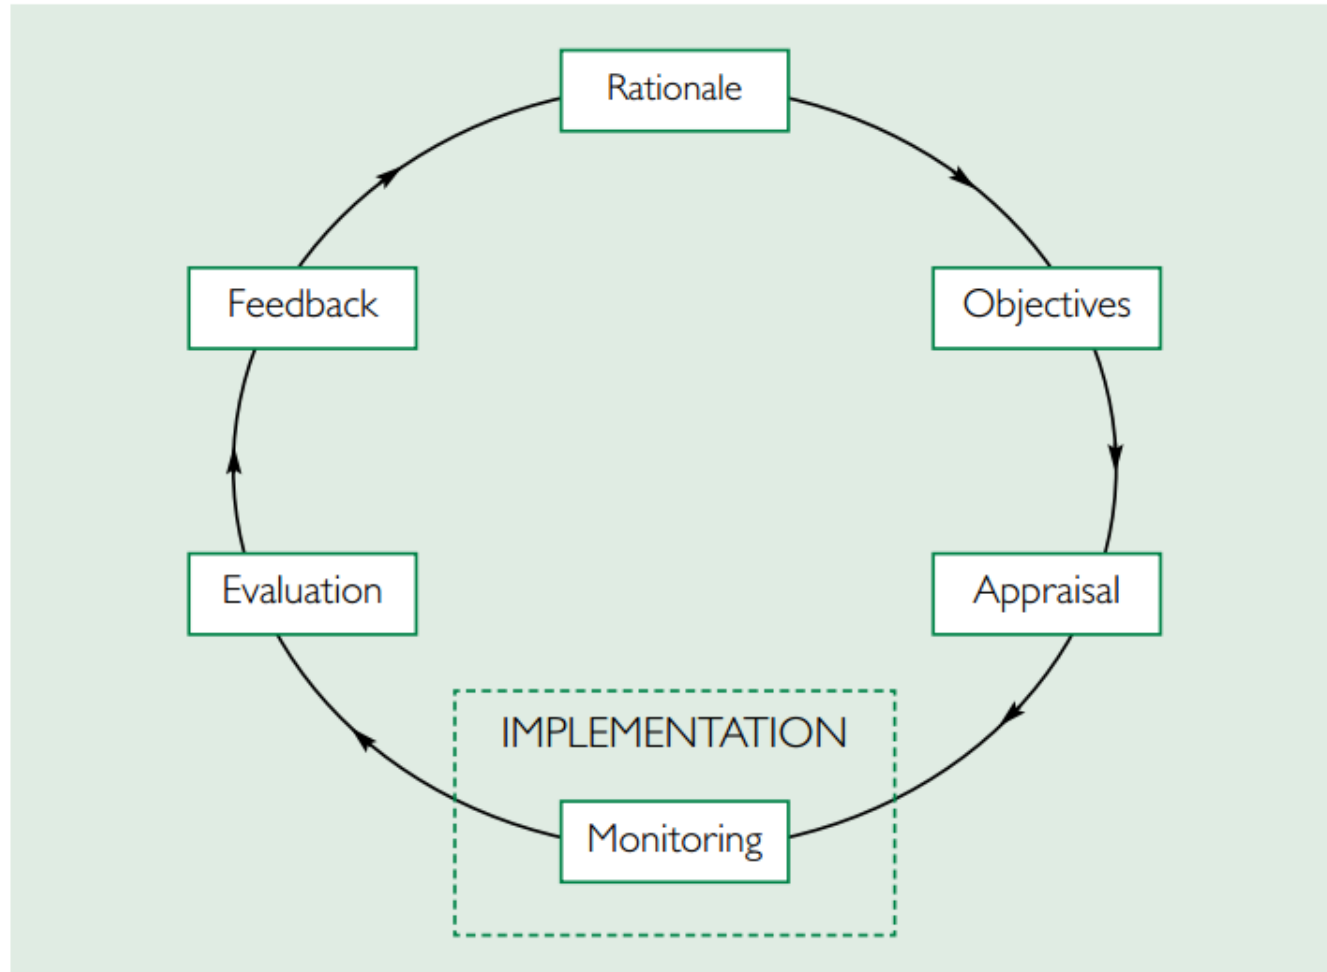 Rationale
Objectives
Appraisal
IMPLEMENTATION
Monitoring
Evaluation
Feedback